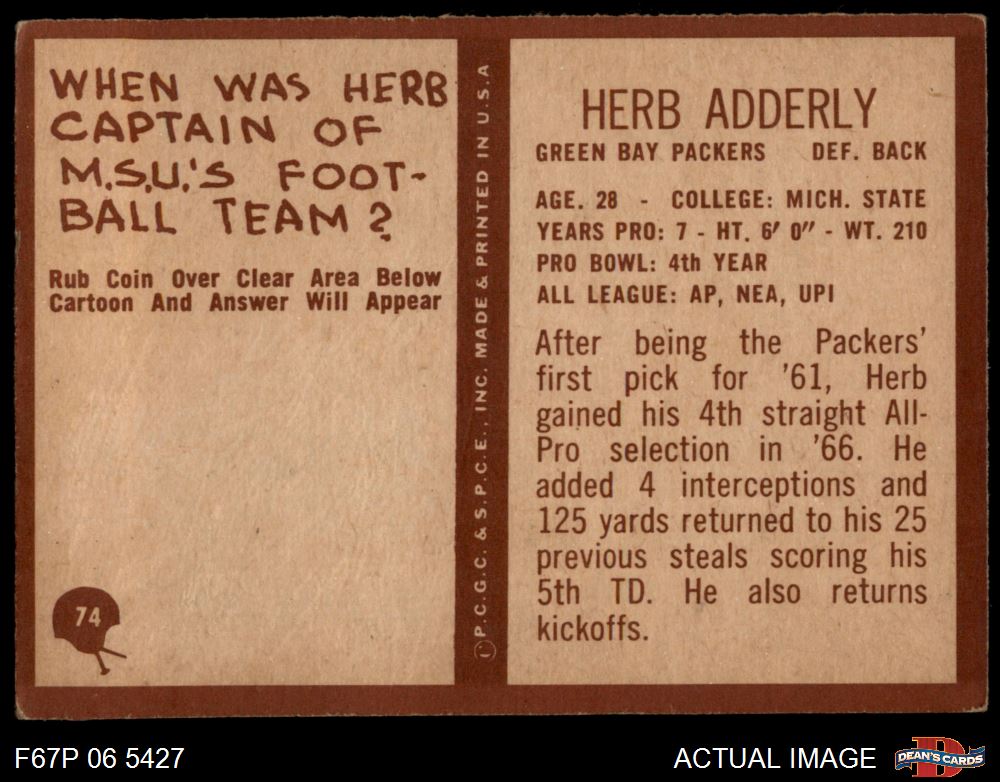 WHEN WAS HERB
CAPTAIN OF
M.S.U.'S FOOT-
BALL TEAM?
Rub Coin Over Clear Area Below
Cartoon And Answer Will Appear
74
Ⓒ P.C.G.C. & S.P.C.E., INC. MADE & PRINTED IN U.S.A
HERB ADDERLY
GREEN BAY PACKERS DEF. BACK
AGE. 28 - COLLEGE: MICH. STATE
YEARS PRO: 7 - HT. 6' 0" - WT. 210
PRO BOWL: 4th YEAR
ALL LEAGUE: AP, NEA, UPI
After being the Packers'
first pick for '61, Herb
gained his 4th straight All-
Pro selection in '66. He
added 4 interceptions and
125 yards returned to his 25
previous steals scoring his
5th TD. He also returns
kickoffs.
F67P 06 5427
ACTUAL IMAGE
D
DEAN'S CARDS